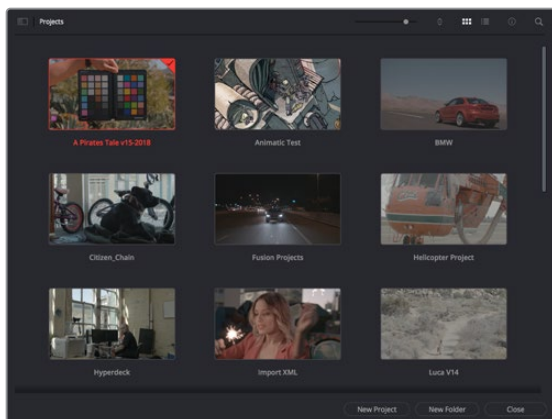 Projects
A Pirates Tale v15-2018
Animatic Test
BMW
Citizen_Chain
Fusion Projects
Helicopter Project
Hyperdeck
Import XML
Luca V14
New Project
New Folder
Close